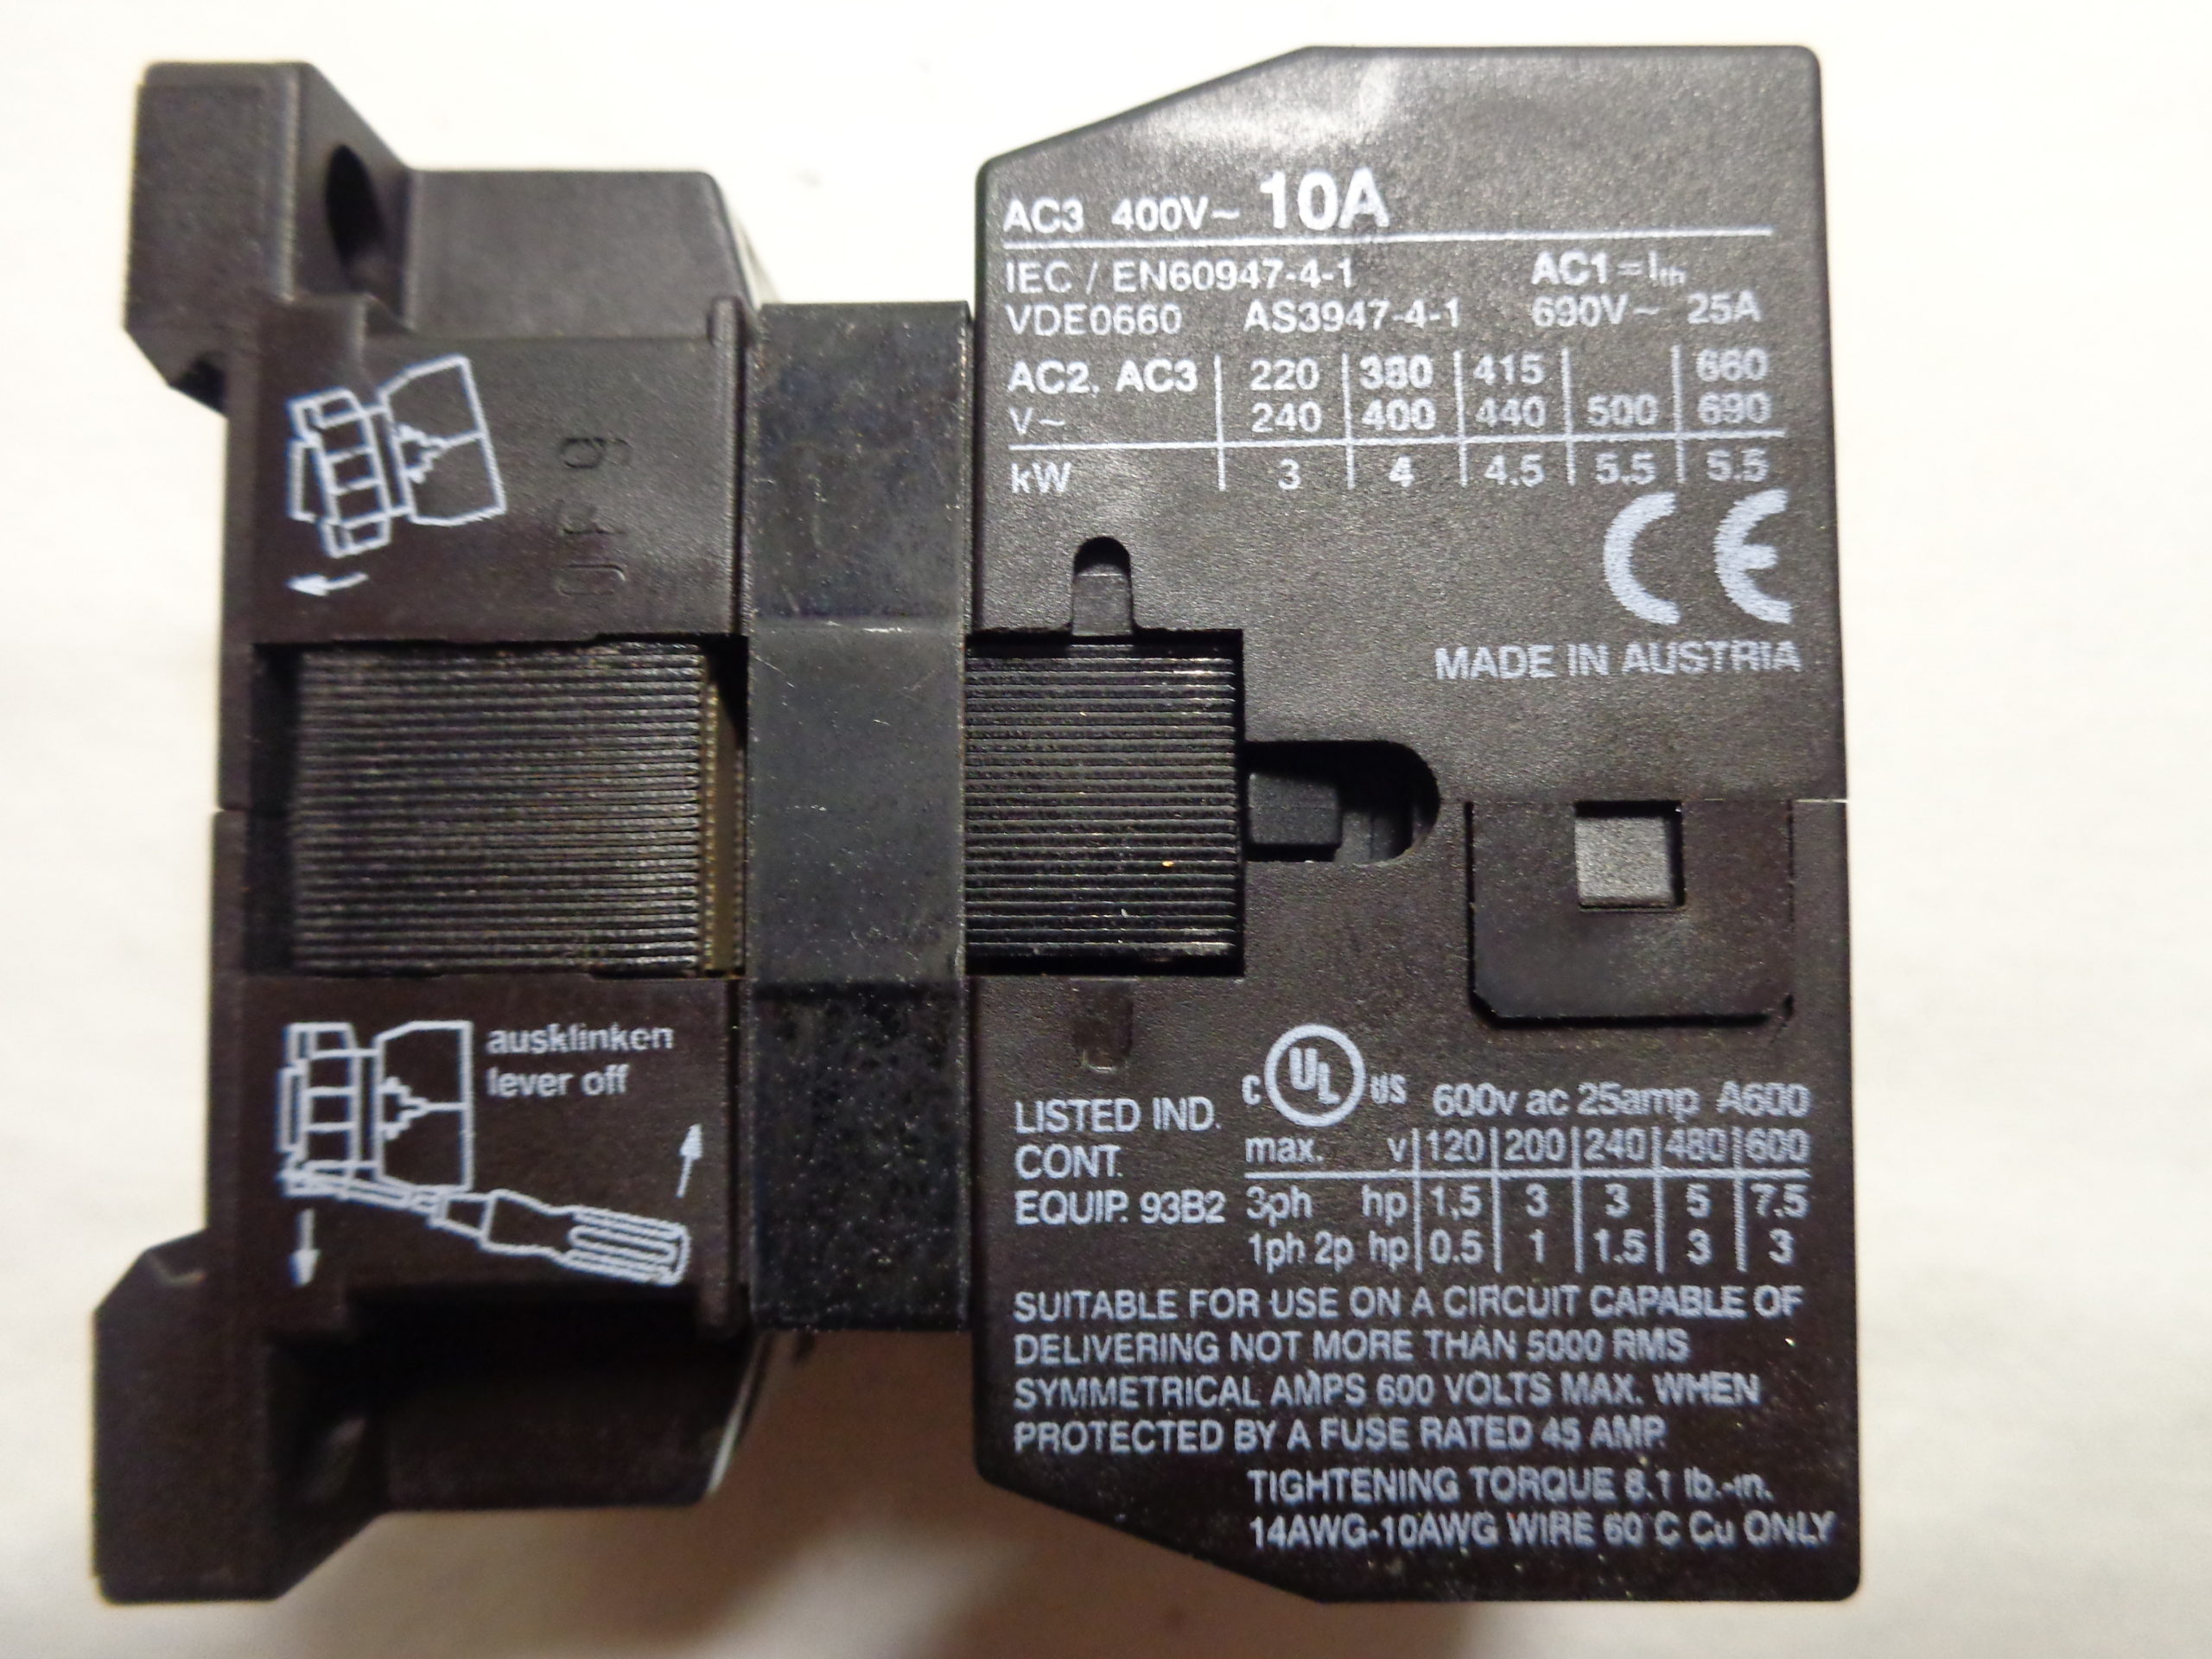 AC3 400V~ 10A
IEC / EN60947-4-1 AC1=Ith
VDE0660 AS3947-4-1 690V~ 25A
AC2, AC3 220 380 415 660
V~ 240 400 440 500 690
kW 3 4 4.5 5.5 5.5
CE
MADE IN AUSTRIA
0119
ausklinken
lever off
C UL US 600v ac 25amp A600
LISTED IND.
CONT.
EQUIP. 93B2
max. v 120 200 240 480 600
3ph hp 1.5 3 3 5 7.5
1ph 2p hp 0.5 1 1.5 3 3
SUITABLE FOR USE ON A CIRCUIT CAPABLE OF
DELIVERING NOT MORE THAN 5000 RMS
SYMMETRICAL AMPS 600 VOLTS MAX. WHEN
PROTECTED BY A FUSE RATED 45 AMP.
TIGHTENING TORQUE 8.1 lb.-in.
14AWG-10AWG WIRE 60°C Cu ONLY